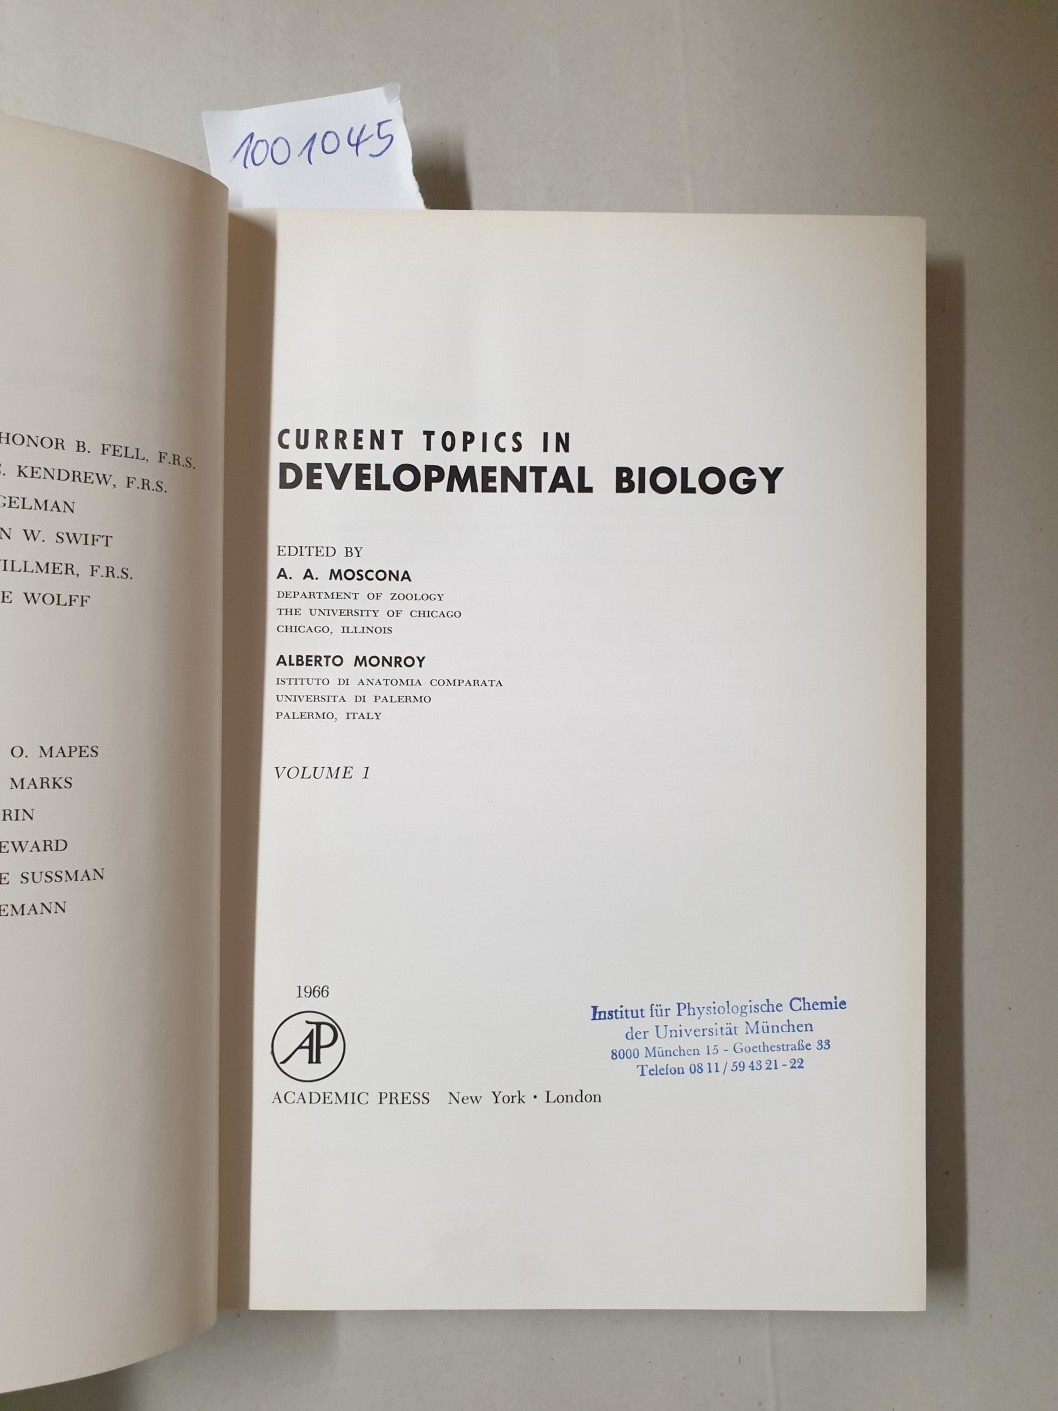 1001045
HONOR B. FELL, F.R.S.
KENDREW, F.R.S.
GELMAN
N W. SWIFT
ILLMER, F.R.S.
E WOLFF
O. MAPES
MARKS
RIN
EWARD
E SUSSMAN
EMANN
CURRENT TOPICS IN
DEVELOPMENTAL BIOLOGY
EDITED BY
A. A. MOSCONA
DEPARTMENT OF ZOOLOGY
THE UNIVERSITY OF CHICAGO
CHICAGO, ILLINOIS
ALBERTO MONROY
ISTITUTO DI ANATOMIA COMPARATA
UNIVERSITA DI PALERMO
PALERMO, ITALY
VOLUME 1
1966
AP
ACADEMIC PRESS New York • London
Institut für Physiologische Chemie
der Universität München
8000 München 15 - Goethestraße 33
Telefon 08 11 / 59 43 21 - 22